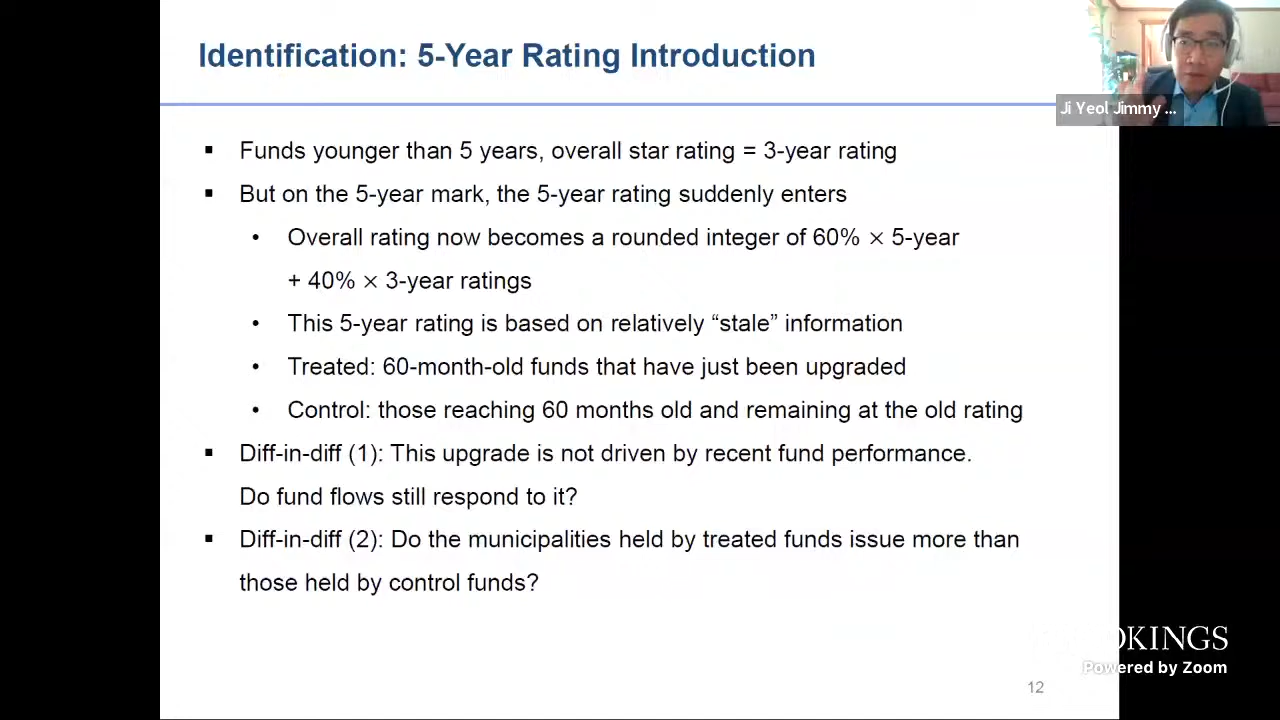 Identification: 5-Year Rating Introduction
Ji Yeol Jimmy ...
▪ Funds younger than 5 years, overall star rating = 3-year rating
▪ But on the 5-year mark, the 5-year rating suddenly enters
• Overall rating now becomes a rounded integer of 60% × 5-year
+ 40% × 3-year ratings
• This 5-year rating is based on relatively “stale” information
• Treated: 60-month-old funds that have just been upgraded
• Control: those reaching 60 months old and remaining at the old rating
▪ Diff-in-diff (1): This upgrade is not driven by recent fund performance.
Do fund flows still respond to it?
▪ Diff-in-diff (2): Do the municipalities held by treated funds issue more than
those held by control funds?
OKINGS
Powered by Zoom
12